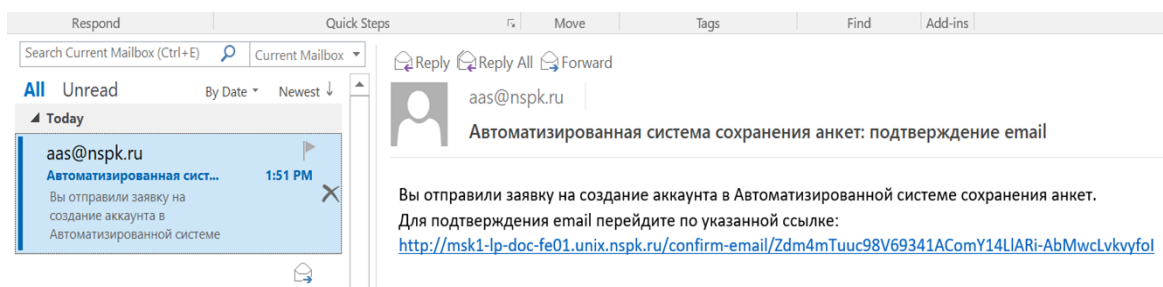 Respond
Quick Steps
Move
Tags
Find
Add-ins
Search Current Mailbox (Ctrl+E)
Current Mailbox
All Unread
By Date
Newest ↓
Today
aas@nspk.ru
Автоматизированная сист...
1:51 PM
Вы отправили заявку на
создание аккаунта в
Автоматизированной системе
Reply Reply All Forward
aas@nspk.ru
Автоматизированная система сохранения анкет: подтверждение email
Вы отправили заявку на создание аккаунта в Автоматизированной системе сохранения анкет.
Для подтверждения email перейдите по указанной ссылке:
http://msk1-lp-doc-fe01.unix.nspk.ru/confirm-email/Zdm4mTuuc98V69341AComY14LlARi-AbMwcLvkvyfol